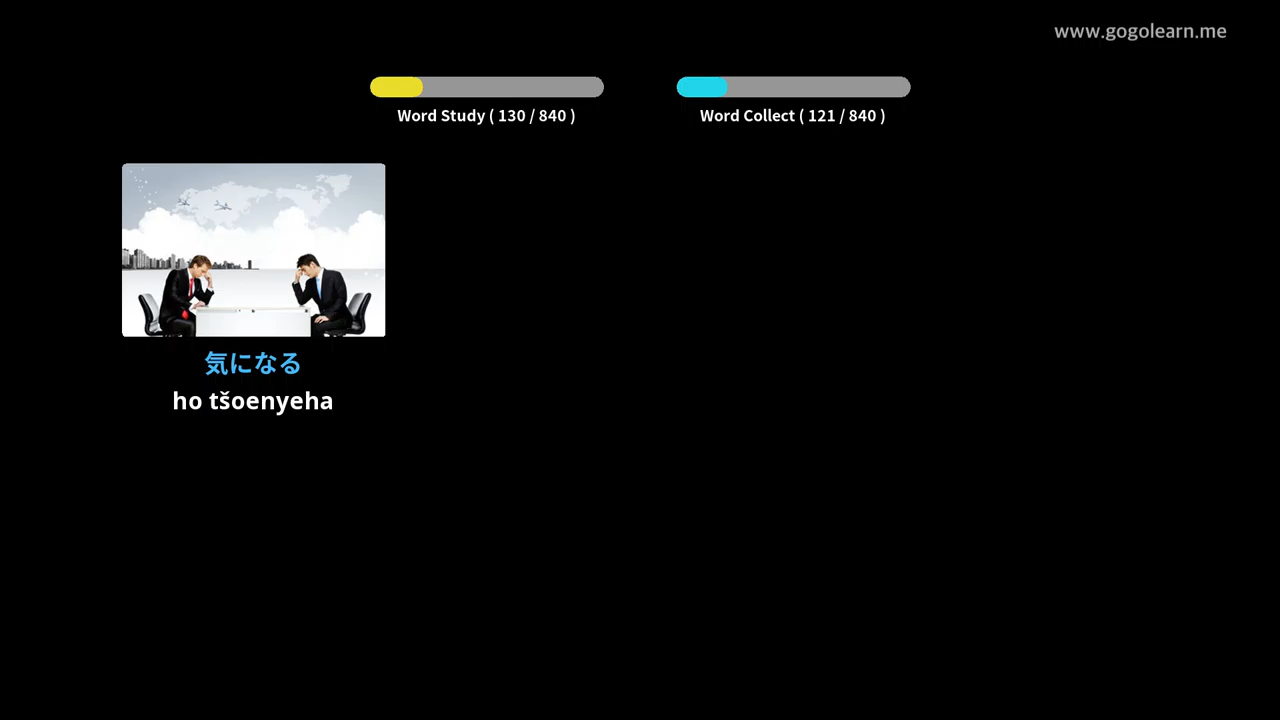 www.gogolearn.me
Word Study ( 130 / 840 )
Word Collect ( 121 / 840 )
気になる
ho tšoenyeha